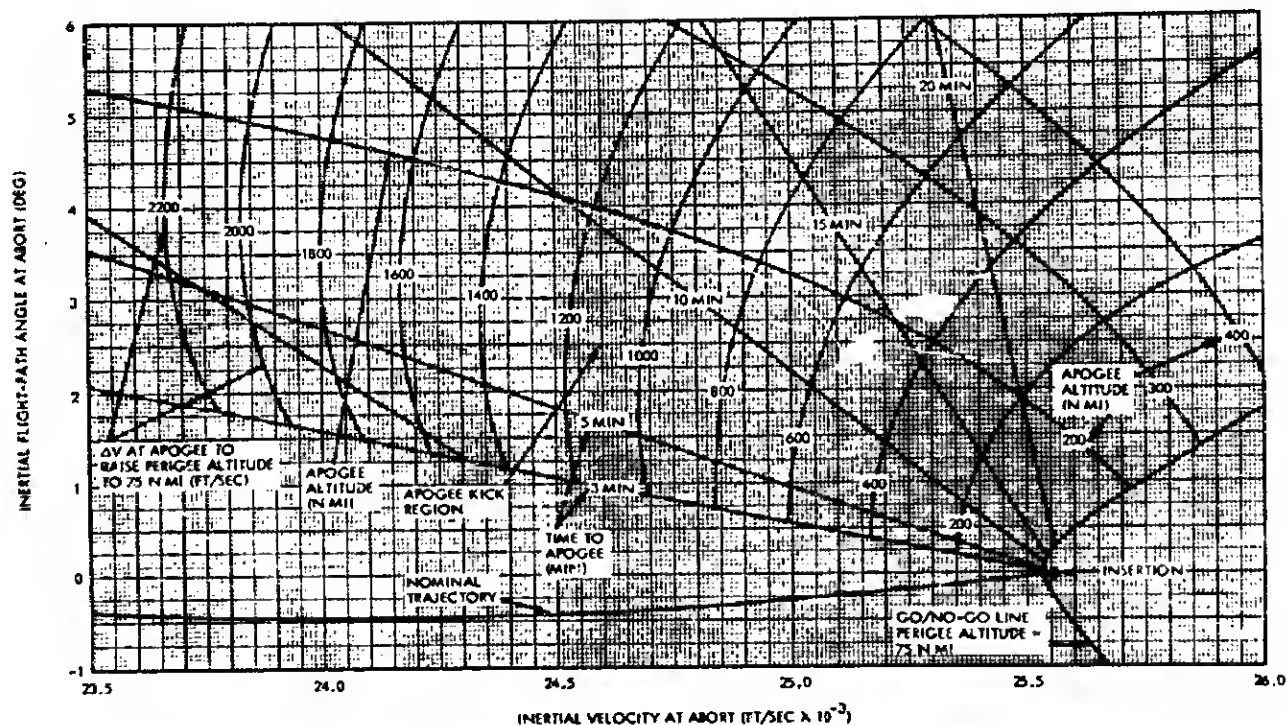 6
5
4
3
2
1
0
-1
INERTIAL FLIGHT-PATH ANGLE AT ABORT (DEG)
2200
2000
1800
1600
1400
1200
1000
800
600
400
200
20 MIN
15 MIN
10 MIN
5 MIN
3 MIN
400
300
200
APOGEE
ALTITUDE
(N MI)
ΔV AT APOGEE TO
RAISE PERIGEE ALTITUDE
TO 75 N MI (FT/SEC)
APOGEE
ALTITUDE
(N MI)
APOGEE KICK
REGION
TIME TO
APOGEE
(MIN)
NOMINAL
TRAJECTORY
INSERTION
GO/NO-GO LINE
PERIGEE ALTITUDE =
75 N MI
23.5
24.0
24.5
25.0
25.5
26.0
INERTIAL VELOCITY AT ABORT (FT/SEC X 10⁻³)